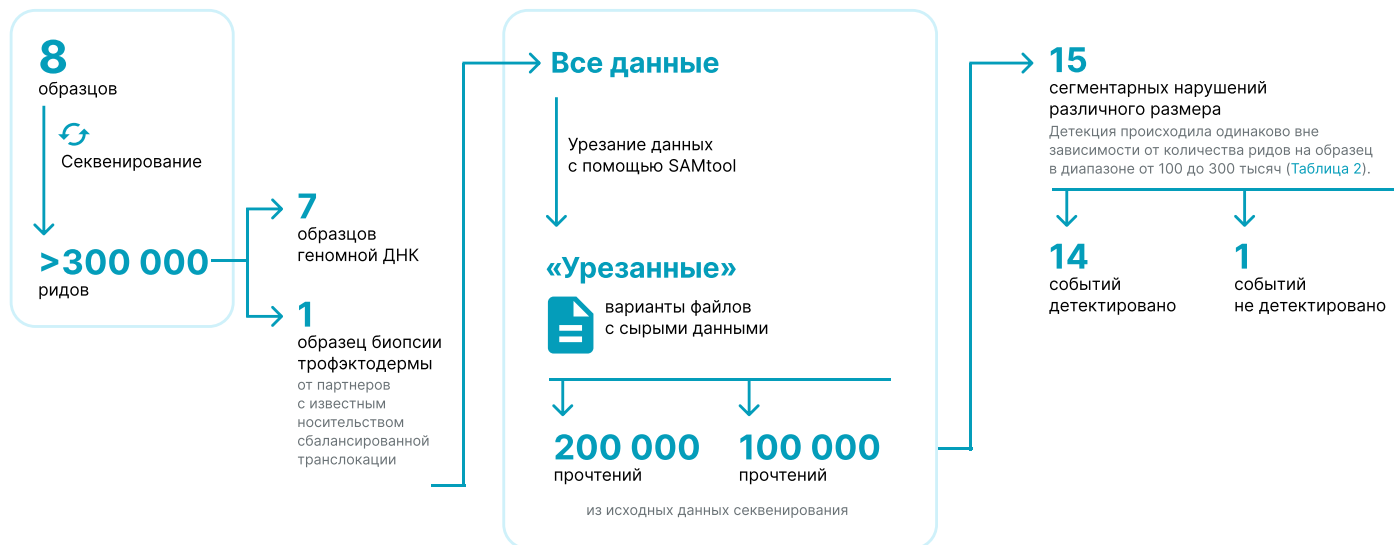 8
образцов
Секвенирование
>300 000
ридов
7
образцов
геномной ДНК
1
образец биопсии
трофэктодермы
от партнеров
с известным
носительством
сбалансированной
транслокации
Все данные
Урезание данных
с помощью SAMtool
«Урезанные»
варианты файлов
с сырыми данными
200 000
прочтений
100 000
прочтений
из исходных данных секвенирования
15
сегментарных нарушений
различного размера
Детекция происходила одинаково вне
зависимости от количества ридов на образец
в диапазоне от 100 до 300 тысяч (Таблица 2).
14
событий
детектировано
1
событий
не детектировано